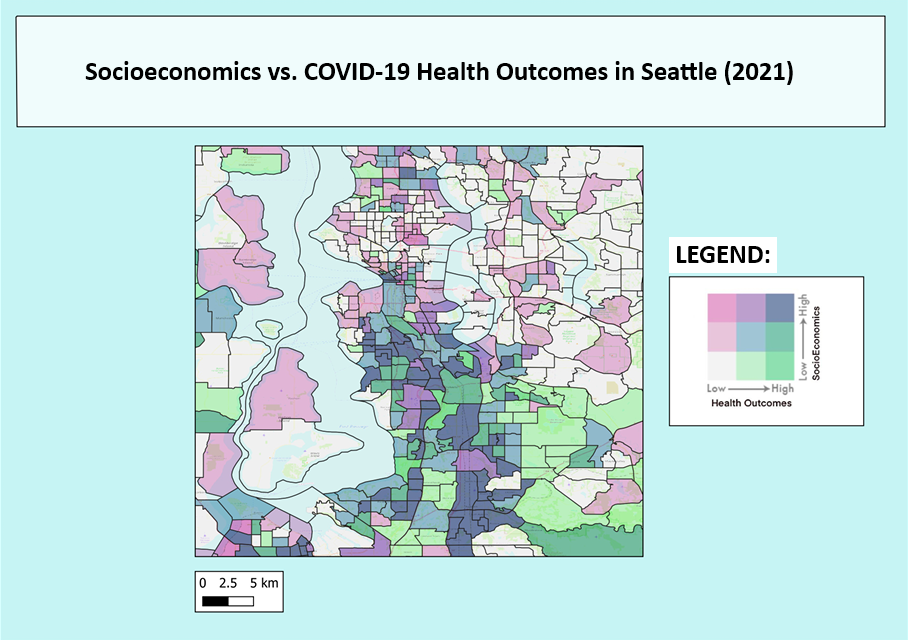 Socioeconomics vs. COVID-19 Health Outcomes in Seattle (2021)
LEGEND:
High
Low
SocioEconomics
Low
High
Health Outcomes
0 2.5 5 km